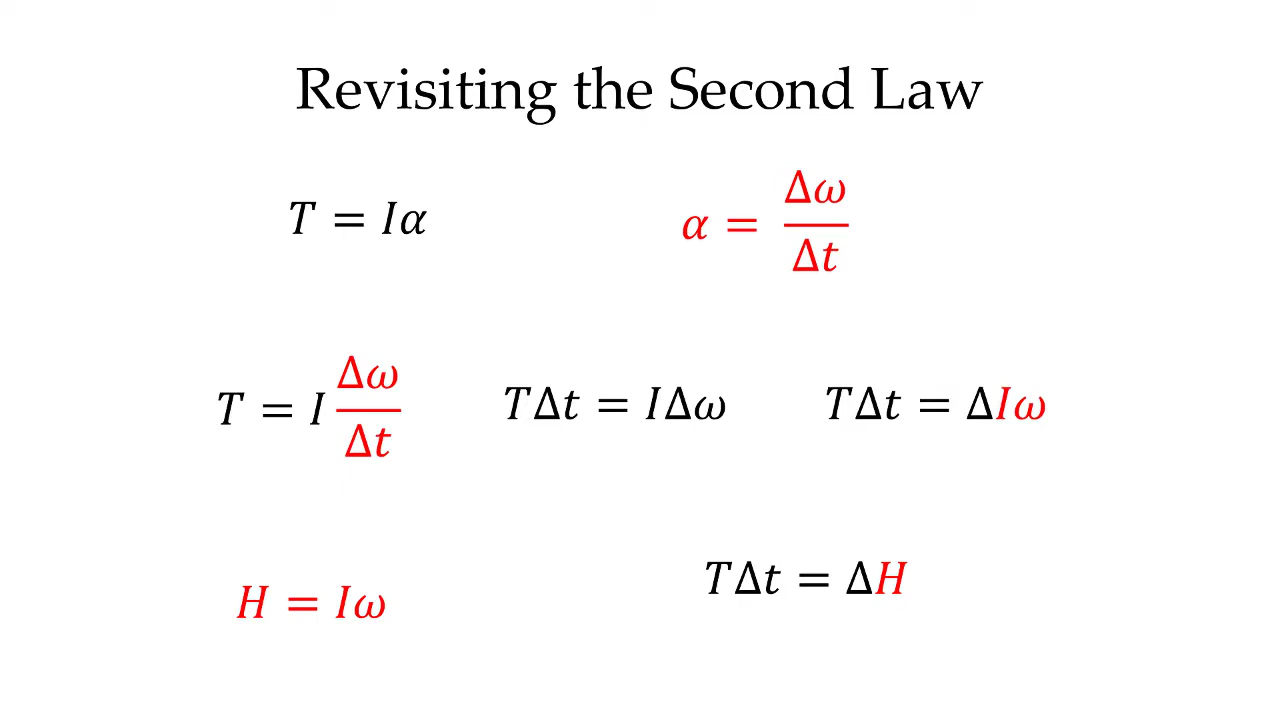 Revisiting the Second Law
𝑇 = 𝐼𝛼
𝛼 = Δ𝜔/Δ𝑡
𝑇 = 𝐼 Δ𝜔/Δ𝑡
𝑇Δ𝑡 = 𝐼Δ𝜔
𝑇Δ𝑡 = Δ𝐼𝜔
𝐻 = 𝐼𝜔
𝑇Δ𝑡 = Δ𝐻